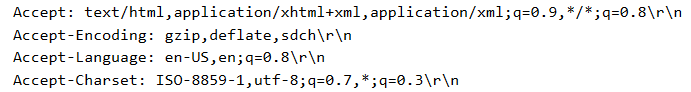 Accept: text/html,application/xhtml+xml,application/xml;q=0.9,*/*;q=0.8\r\n
Accept-Encoding: gzip,deflate,sdch\r\n
Accept-Language: en-US,en;q=0.8\r\n
Accept-Charset: ISO-8859-1,utf-8;q=0.7,*;q=0.3\r\n